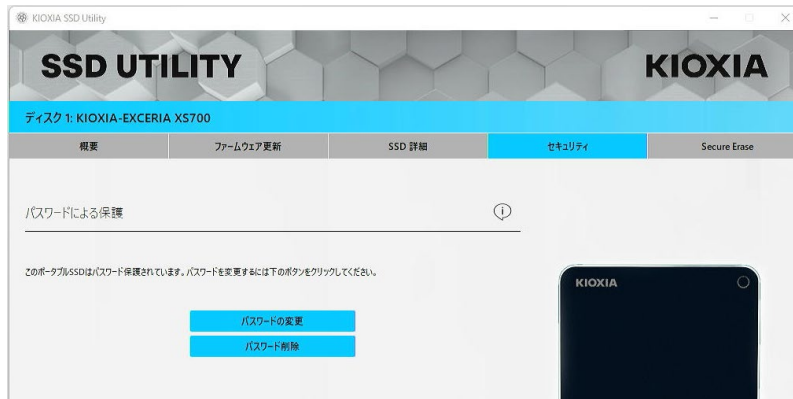 KIOXIA SSD Utility
SSD UTILITY
KIOXIA
ディスク 1: KIOXIA-EXCERIA XS700
概要
ファームウェア更新
SSD 詳細
セキュリティ
Secure Erase
パスワードによる保護
このポータブルSSDはパスワード保護されています。パスワードを変更するには下のボタンをクリックしてください。
パスワードの変更
パスワード削除
KIOXIA